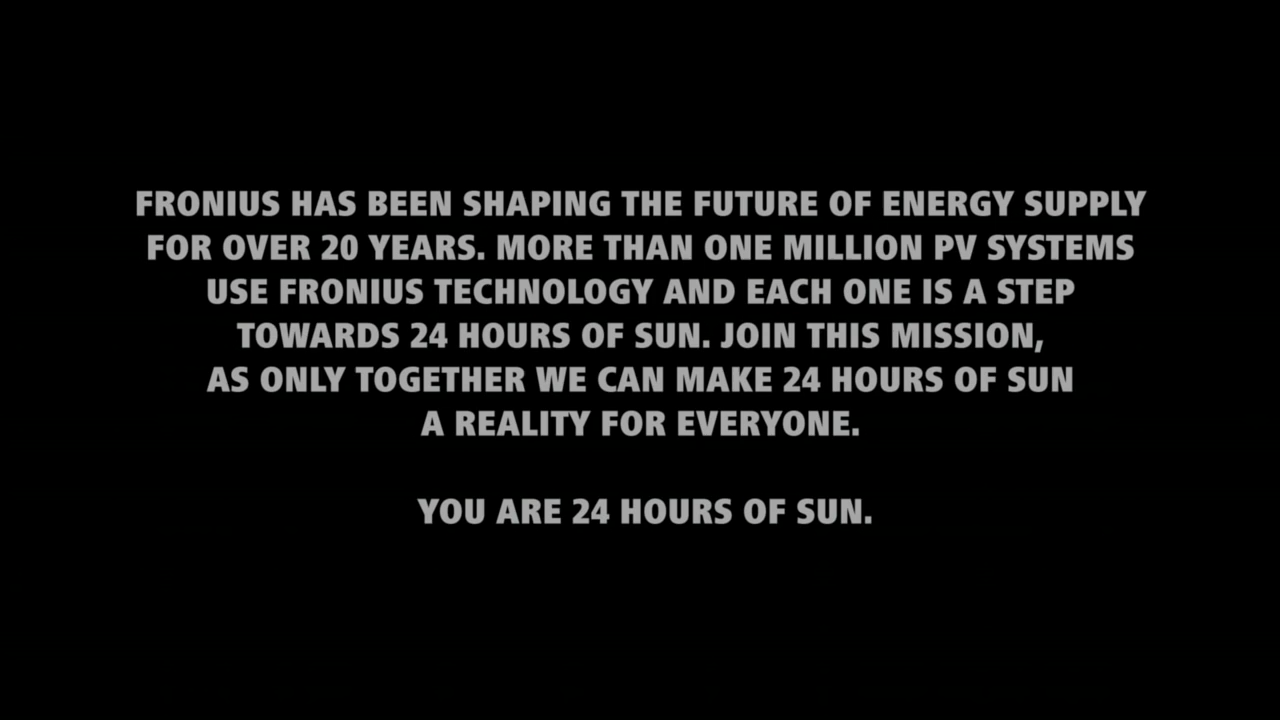 FRONIUS HAS BEEN SHAPING THE FUTURE OF ENERGY SUPPLY
FOR OVER 20 YEARS. MORE THAN ONE MILLION PV SYSTEMS
USE FRONIUS TECHNOLOGY AND EACH ONE IS A STEP
TOWARDS 24 HOURS OF SUN. JOIN THIS MISSION,
AS ONLY TOGETHER WE CAN MAKE 24 HOURS OF SUN
A REALITY FOR EVERYONE.
YOU ARE 24 HOURS OF SUN.